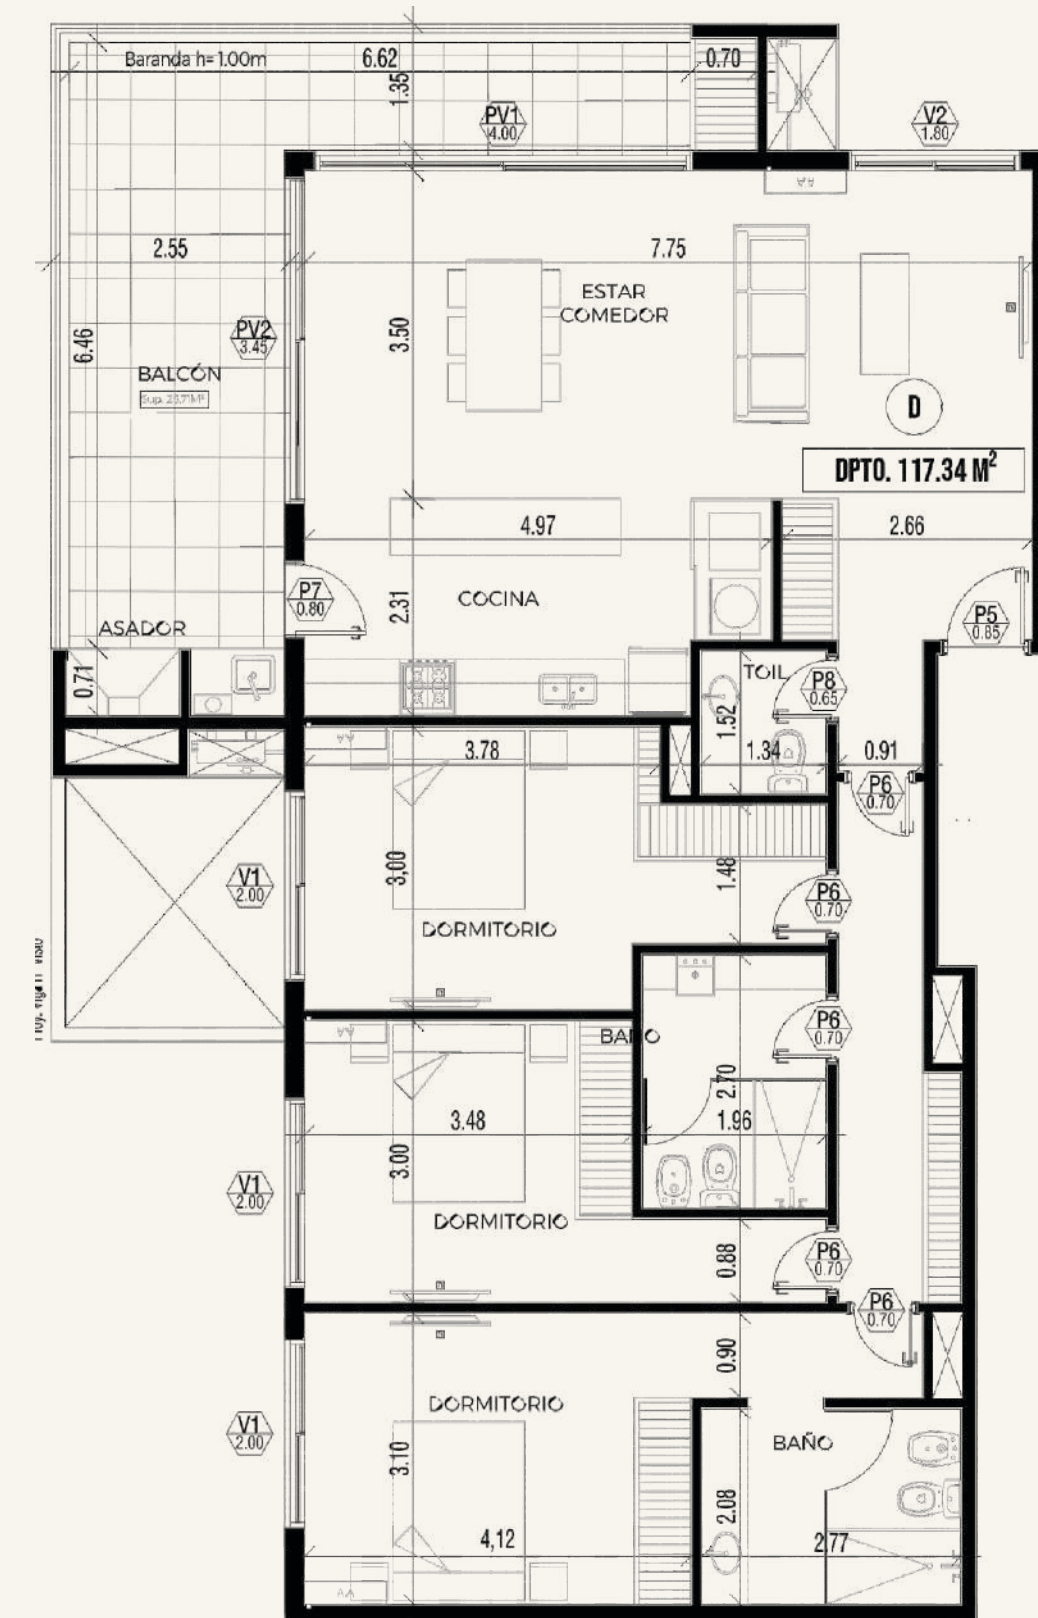 Baranda h= 1.00m
6.62
0.70
1.35
PV1
4.00
V2
1.80
2.55
7.75
ESTAR
COMEDOR
3.50
6.46
PV2
3.45
BALCÓN
D
DPTO. 117.34 M²
4.97
2.66
P7
0.80
2.31
COCINA
P5
0.85
ASADOR
0.71
TOIL
P8
0.65
1.52
3.78
1.34
0.91
P6
0.70
V1
2.00
3,00
1.48
P6
0.70
DORMITORIO
P6
0.70
BAÑO
2.70
3.48
1.96
3.00
V1
2.00
DORMITORIO
0.88
P6
0.70
P6
0.70
0.90
DORMITORIO
V1
2.00
BAÑO
3.10
2.08
4,12
2.77